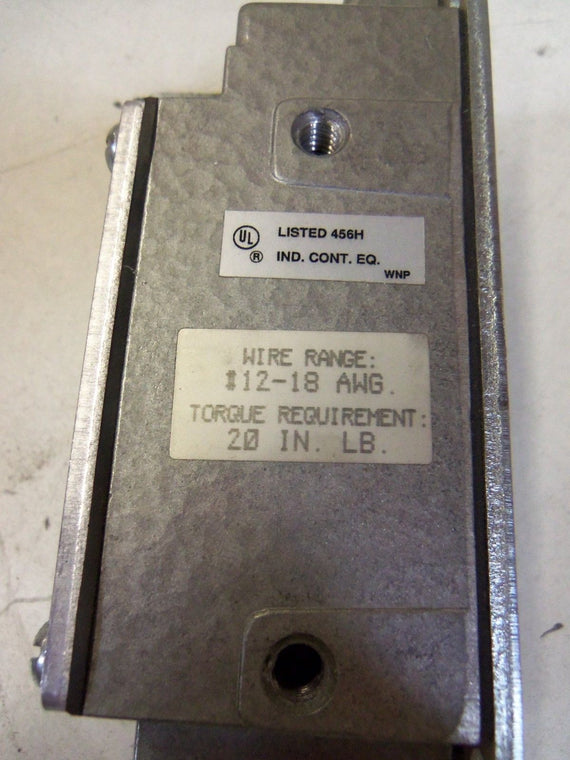 UL LISTED 456H
® IND. CONT. EQ.
WNP
WIRE RANGE:
#12-18 AWG.
TORQUE REQUIREMENT:
20 IN. LB.